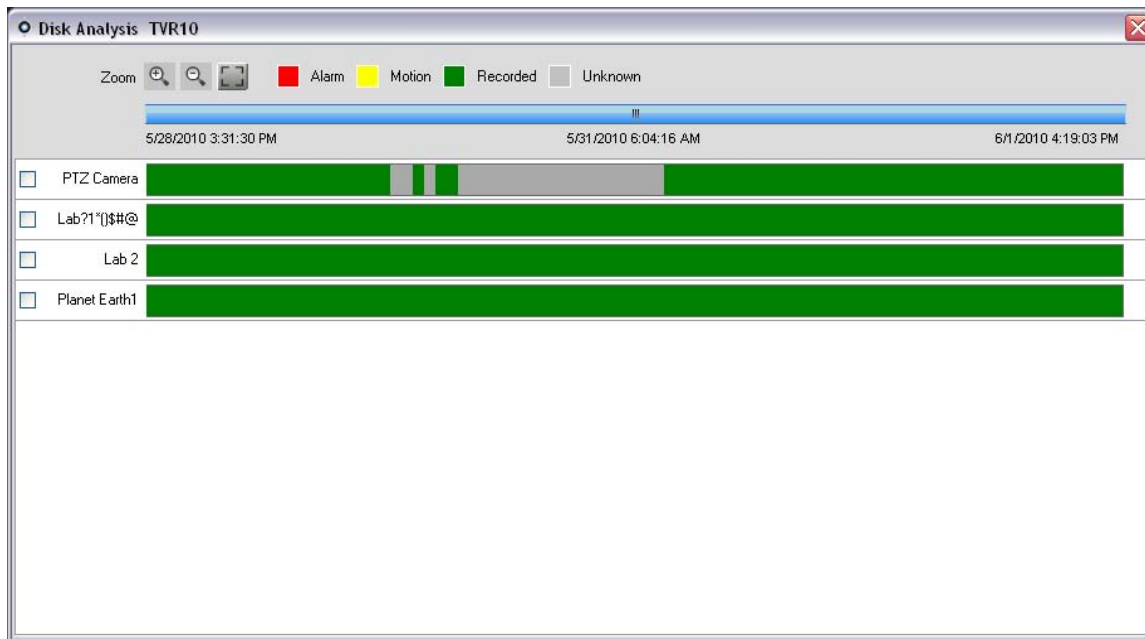 Disk Analysis TVR10
Zoom Alarm Motion Recorded Unknown
5/28/2010 3:31:30 PM 5/31/2010 6:04:16 AM 6/1/2010 4:19:03 PM
PTZ Camera
Lab?1*()$#@
Lab 2
Planet Earth1